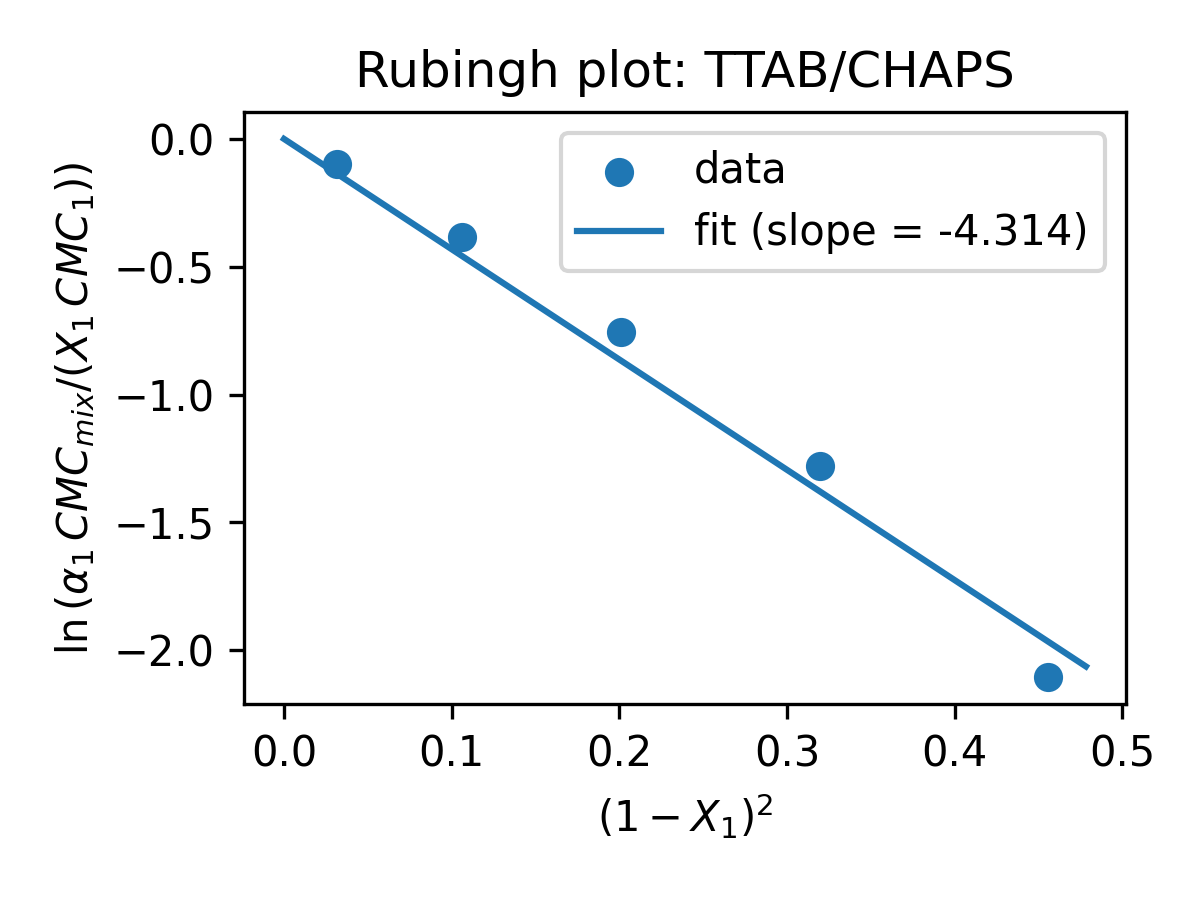 Rubingh plot: TTAB/CHAPS
data
fit (slope = -4.314)
0.0
−0.5
−1.0
−1.5
−2.0
ln (α₁ CMCₘᵢₓ/(X₁ CMC₁))
0.0 0.1 0.2 0.3 0.4 0.5
(1 − X₁)²